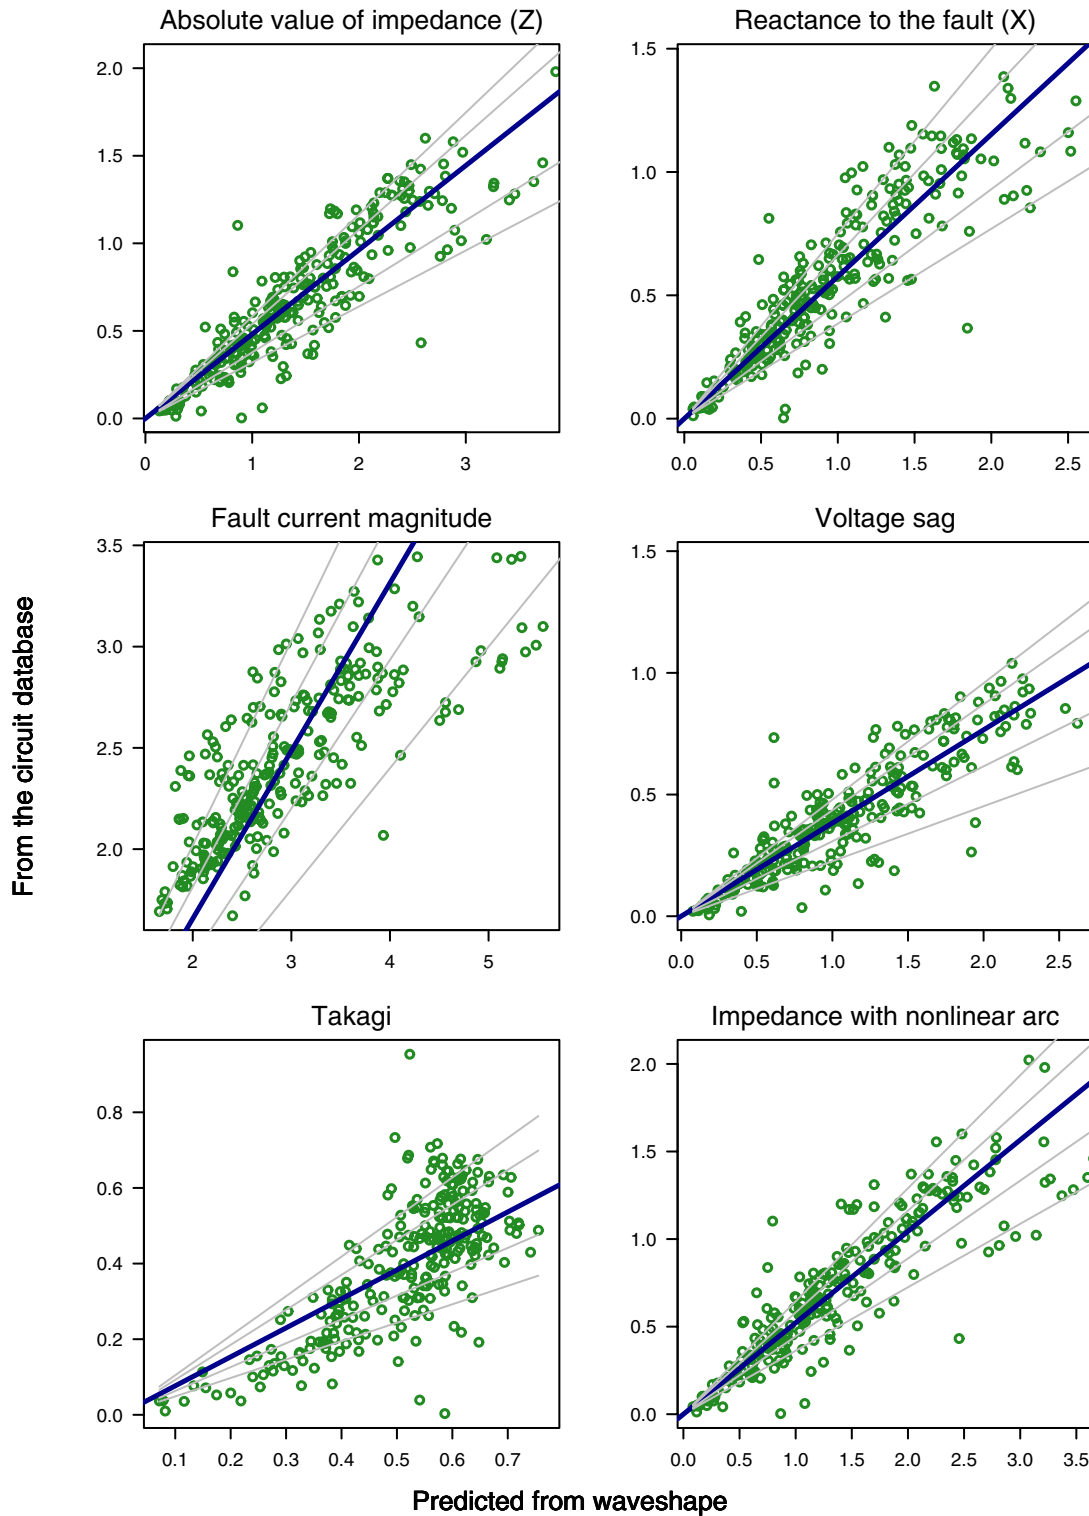 Absolute value of impedance (Z)
2.0
1.5
1.0
0.5
0.0
0 1 2 3
Reactance to the fault (X)
1.5
1.0
0.5
0.0
0.0 0.5 1.0 1.5 2.0 2.5
Fault current magnitude
3.5
3.0
2.5
2.0
2 3 4 5
Voltage sag
1.5
1.0
0.5
0.0
0.0 0.5 1.0 1.5 2.0 2.5
From the circuit database
Takagi
0.8
0.6
0.4
0.2
0.0
0.1 0.2 0.3 0.4 0.5 0.6 0.7
Impedance with nonlinear arc
2.0
1.5
1.0
0.5
0.0
0.0 0.5 1.0 1.5 2.0 2.5 3.0 3.5
Predicted from waveshape